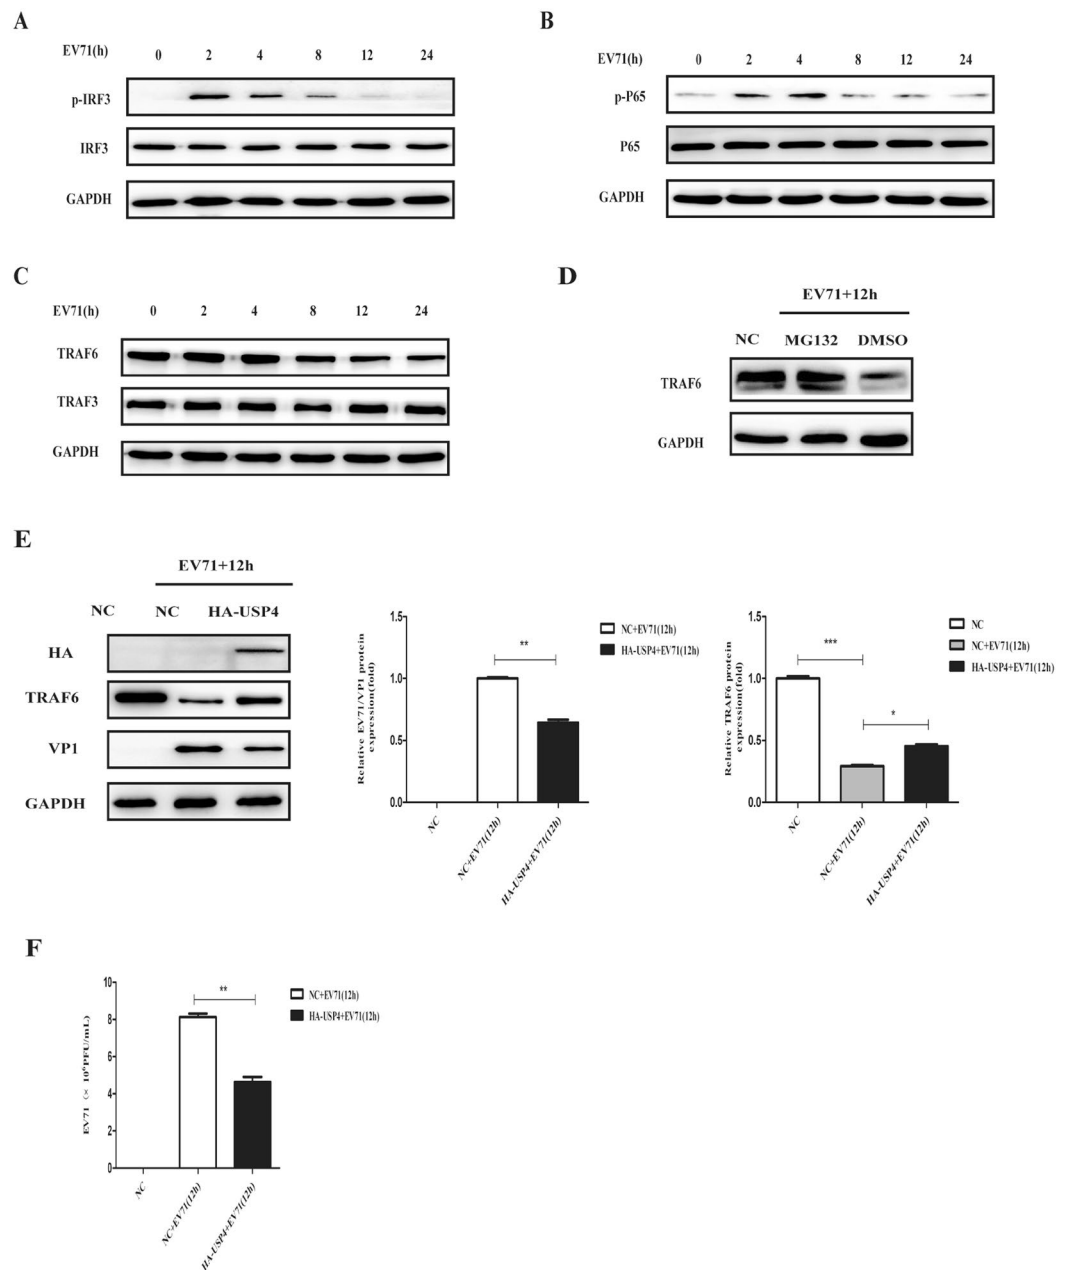 A
EV71(h) 0 2 4 8 12 24
p-IRF3
IRF3
GAPDH
B
EV71(h) 0 2 4 8 12 24
p-P65
P65
GAPDH
C
EV71(h) 0 2 4 8 12 24
TRAF6
TRAF3
GAPDH
D
EV71+12h
NC MG132 DMSO
TRAF6
GAPDH
E
EV71+12h
NC NC HA-USP4
HA
TRAF6
VP1
GAPDH
Relative EV71/VP1 protein
expression(fold)
1.5
1.0
0.5
0.0
**
NC
NC+EV71(12h)
HA-USP4+EV71(12h)
NC+EV71(12h)
HA-USP4+EV71(12h)
Relative TRAF6 protein
expression(fold)
1.5
1.0
0.5
0.0
***
*
NC
NC+EV71(12h)
HA-USP4+EV71(12h)
NC
NC+EV71(12h)
HA-USP4+EV71(12h)
F
EV71 (× 10⁶PFU/mL)
10
8
6
4
2
0
**
NC
NC+EV71(12h)
HA-USP4+EV71(12h)
NC+EV71(12h)
HA-USP4+EV71(12h)